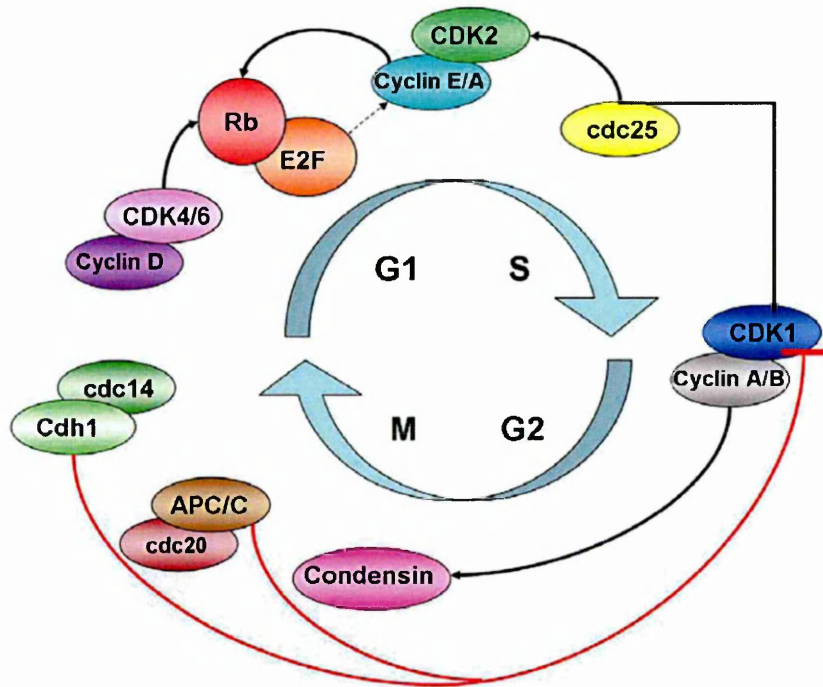 CDK2
Cyclin E/A
Rb
E2F
cdc25
CDK4/6
Cyclin D
G1
S
CDK1
Cyclin A/B
cdc14
Cdh1
M
G2
APC/C
cdc20
Condensin